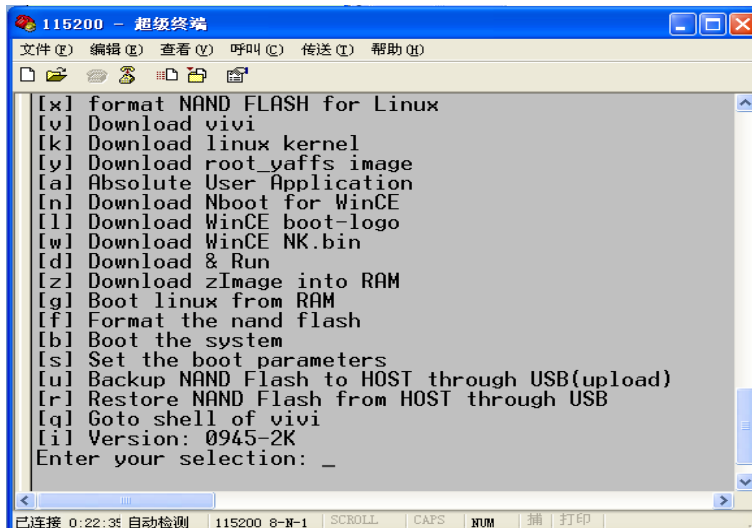 115200 - 超级终端
文件(F) 编辑(E) 查看(V) 呼叫(C) 传送(T) 帮助(H)
[x] format NAND FLASH for Linux
[v] Download vivi
[k] Download linux kernel
[y] Download root_yaffs image
[a] Absolute User Application
[n] Download Nboot for WinCE
[l] Download WinCE boot-logo
[w] Download WinCE NK.bin
[d] Download & Run
[z] Download zImage into RAM
[g] Boot linux from RAM
[f] Format the nand flash
[b] Boot the system
[s] Set the boot parameters
[u] Backup NAND Flash to HOST through USB(upload)
[r] Restore NAND Flash from HOST through USB
[q] Goto shell of vivi
[i] Version: 0945-2K
Enter your selection: _
已连接 0:22:35 自动检测 115200 8-N-1 SCROLL CAPS NUM 捕 打印